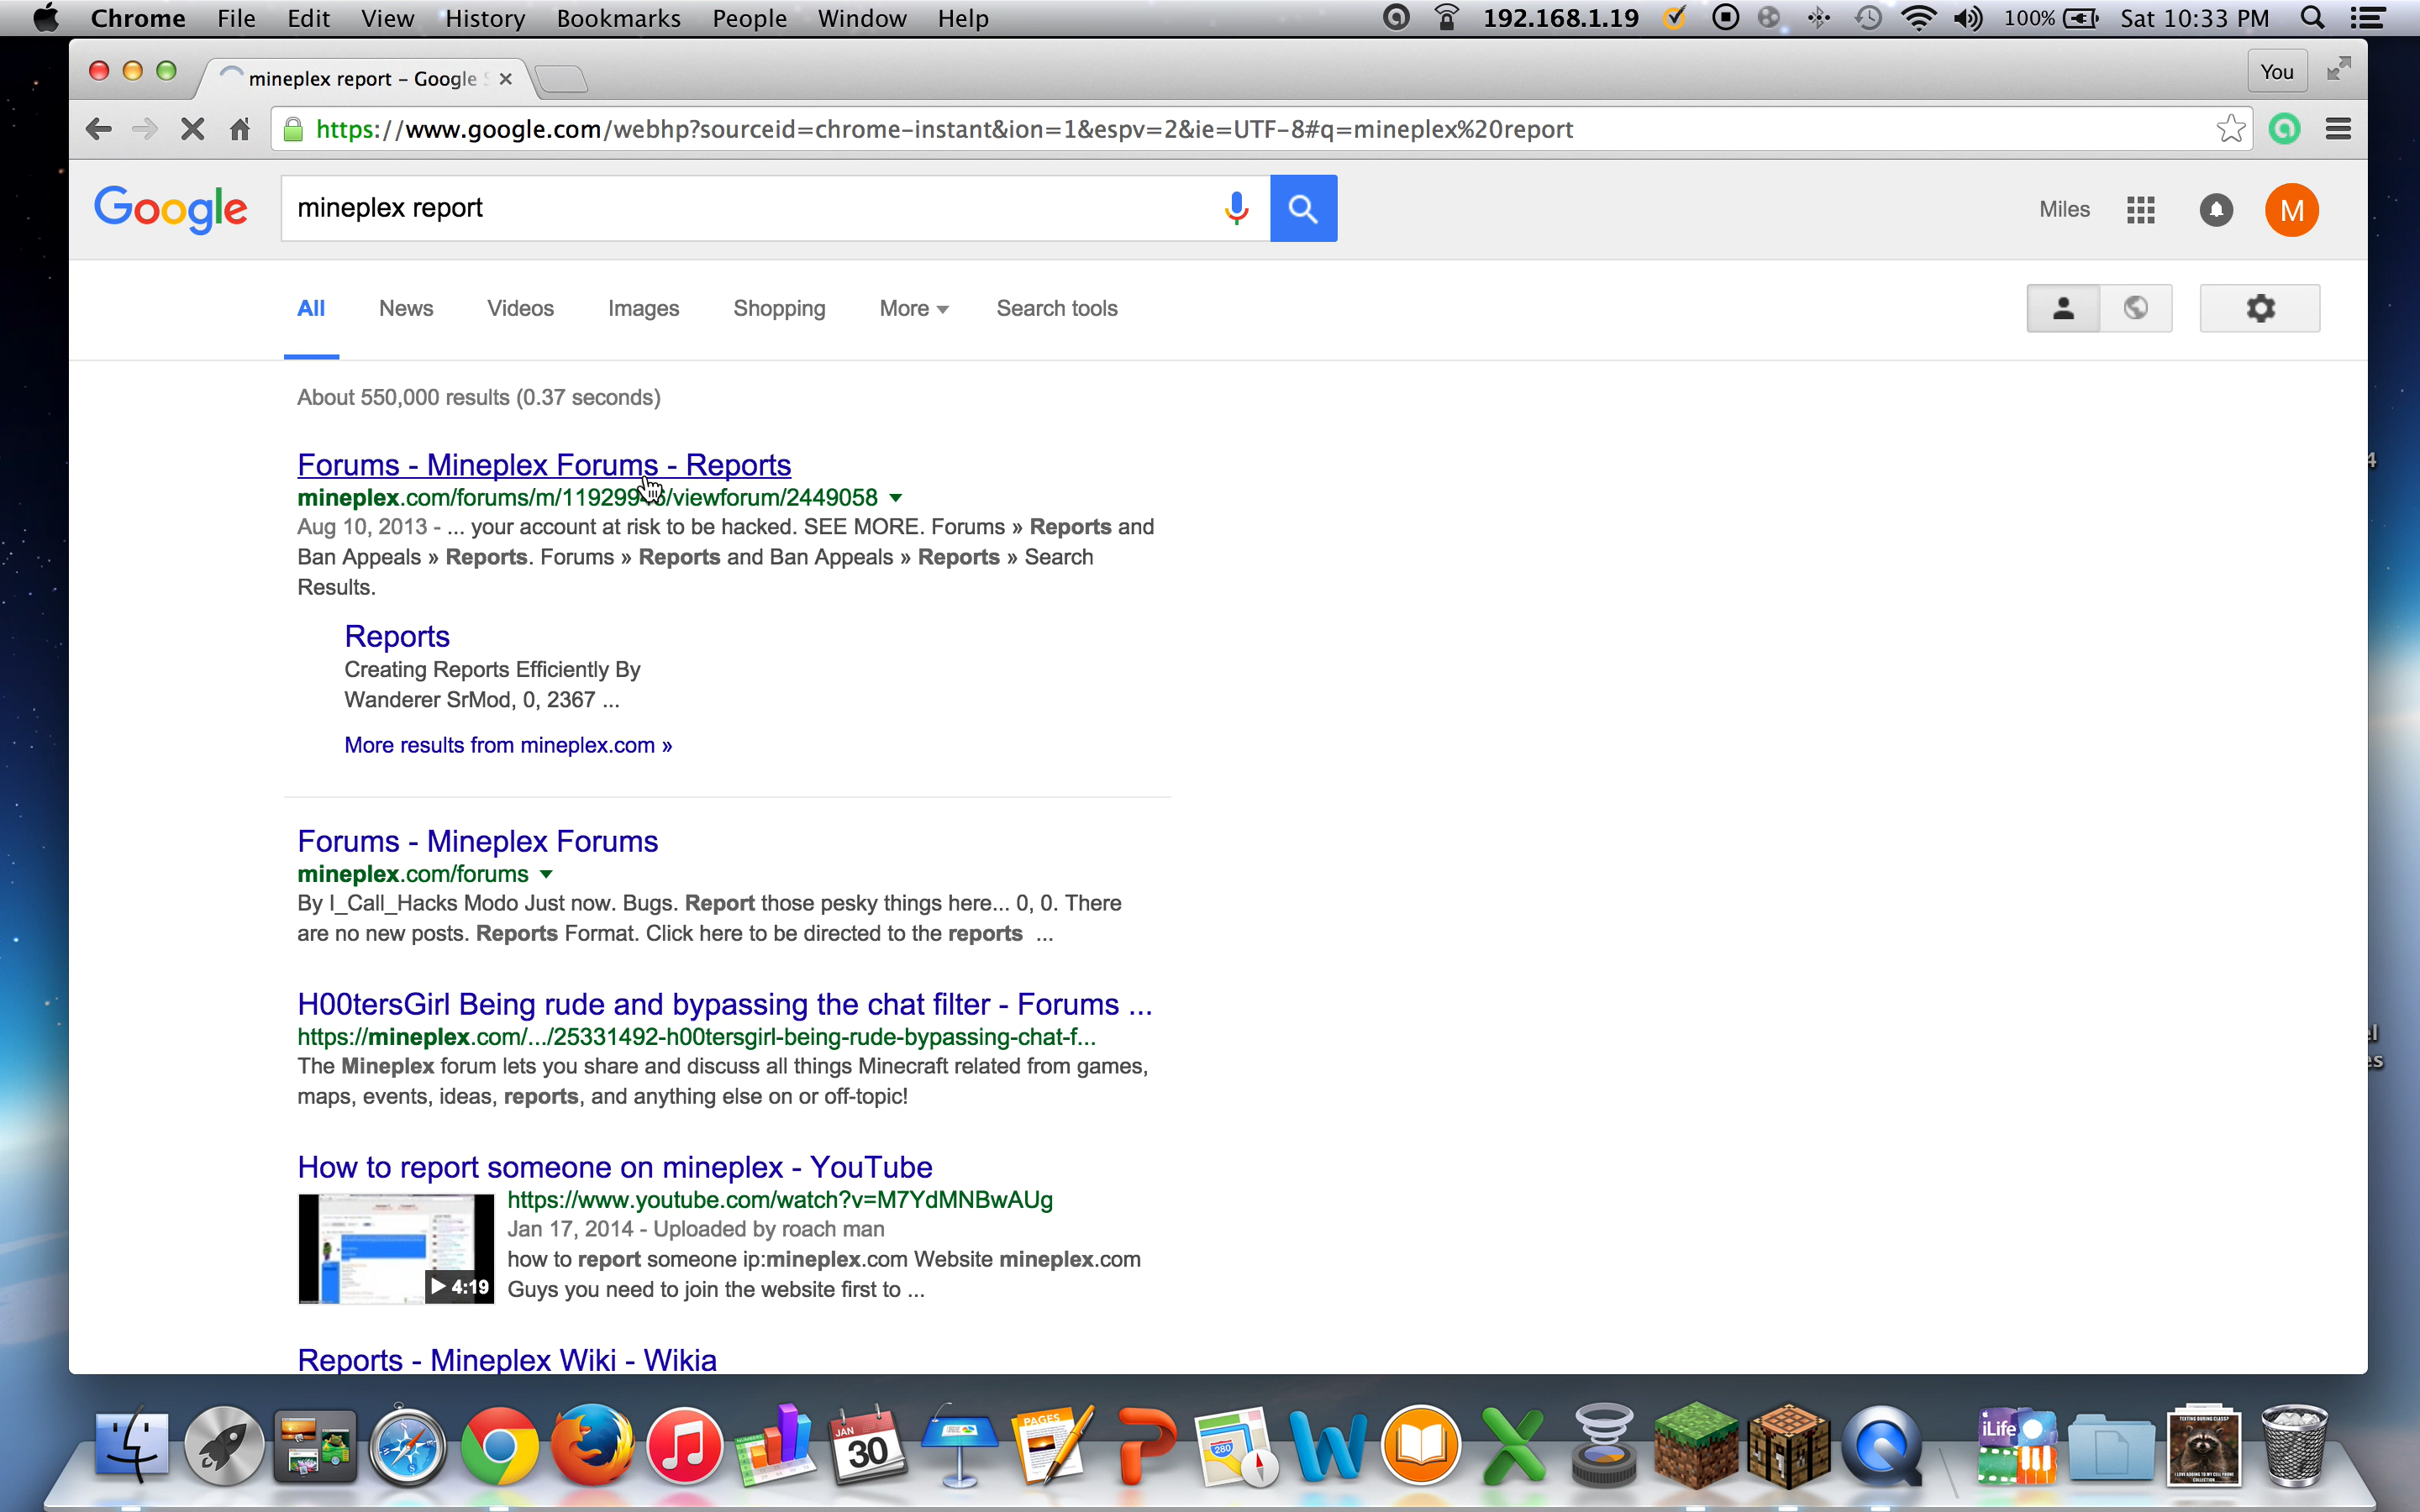 Chrome File Edit View History Bookmarks People Window Help 192.168.1.19 100% Sat 10:33 PM
mineplex report – Google You
https://www.google.com/webhp?sourceid=chrome-instant&ion=1&espv=2&ie=UTF-8#q=mineplex%20report
Google mineplex report Miles M
All News Videos Images Shopping More Search tools
About 550,000 results (0.37 seconds)
Forums - Mineplex Forums - Reports
mineplex.com/forums/m/11929946/viewforum/2449058
Aug 10, 2013 - ... your account at risk to be hacked. SEE MORE. Forums » Reports and
Ban Appeals » Reports. Forums » Reports and Ban Appeals » Reports » Search
Results.
Reports
Creating Reports Efficiently By
Wanderer SrMod, 0, 2367 ...
More results from mineplex.com »
Forums - Mineplex Forums
mineplex.com/forums
By I_Call_Hacks Modo Just now. Bugs. Report those pesky things here... 0, 0. There
are no new posts. Reports Format. Click here to be directed to the reports ...
H00tersGirl Being rude and bypassing the chat filter - Forums ...
https://mineplex.com/.../25331492-h00tersgirl-being-rude-bypassing-chat-f...
The Mineplex forum lets you share and discuss all things Minecraft related from games,
maps, events, ideas, reports, and anything else on or off-topic!
How to report someone on mineplex - YouTube
https://www.youtube.com/watch?v=M7YdMNBwAUg
Jan 17, 2014 - Uploaded by roach man
how to report someone ip:mineplex.com Website mineplex.com
4:19 Guys you need to join the website first to ...
Reports - Mineplex Wiki - Wikia
JAN
30
PAGES
280
iLife
TEXTING DURING CLASS?